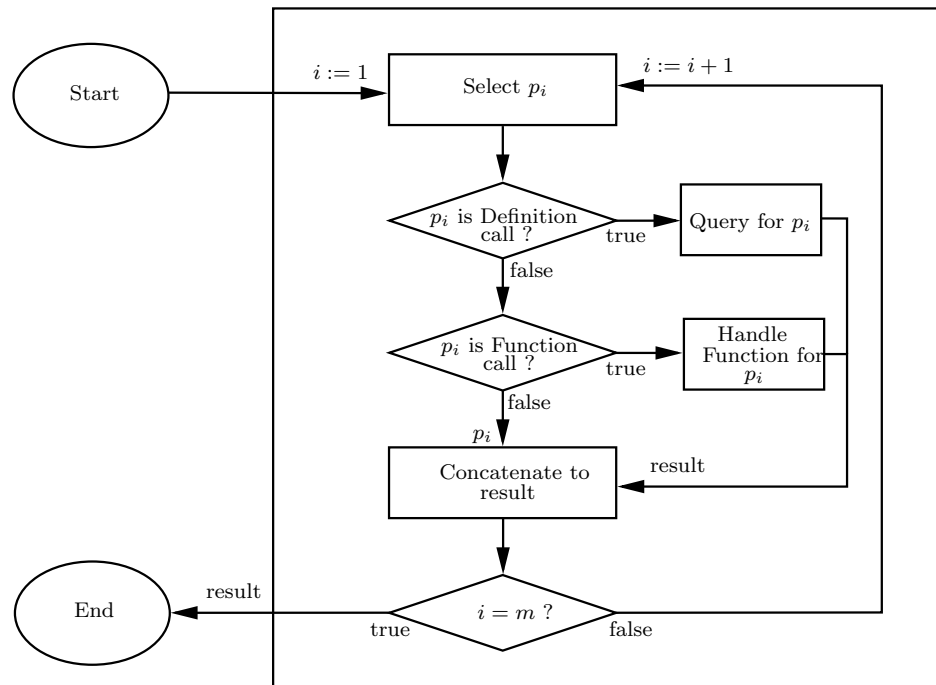 i := 1
i := i + 1
Start
Select p_i
p_i is Definition
call ?
true
Query for p_i
false
p_i is Function
call ?
true
Handle
Function for
p_i
false
p_i
Concatenate to
result
result
End
result
i = m ?
true
false